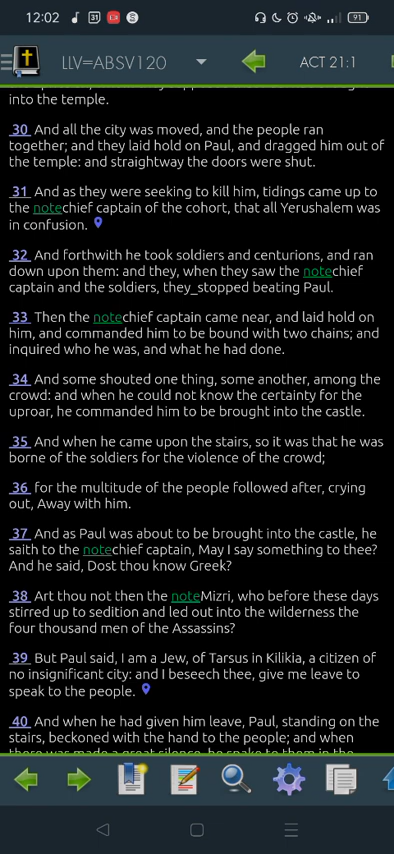 12:02
31
91
LLV=ABSV120
ACT 21:1
into the temple.
30 And all the city was moved, and the people ran
together; and they laid hold on Paul, and dragged him out of
the temple: and straightway the doors were shut.
31 And as they were seeking to kill him, tidings came up to
the notechief captain of the cohort, that all Yerushalem was
in confusion.
32 And forthwith he took soldiers and centurions, and ran
down upon them: and they, when they saw the notechief
captain and the soldiers, they_stopped beating Paul.
33 Then the notechief captain came near, and laid hold on
him, and commanded him to be bound with two chains; and
inquired who he was, and what he had done.
34 And some shouted one thing, some another, among the
crowd: and when he could not know the certainty for the
uproar, he commanded him to be brought into the castle.
35 And when he came upon the stairs, so it was that he was
borne of the soldiers for the violence of the crowd;
36 for the multitude of the people followed after, crying
out, Away with him.
37 And as Paul was about to be brought into the castle, he
saith to the notechief captain, May I say something to thee?
And he said, Dost thou know Greek?
38 Art thou not then the noteMizri, who before these days
stirred up to sedition and led out into the wilderness the
four thousand men of the Assassins?
39 But Paul said, I am a Jew, of Tarsus in Kilikia, a citizen of
no insignificant city: and I beseech thee, give me leave to
speak to the people.
40 And when he had given him leave, Paul, standing on the
stairs, beckoned with the hand to the people; and when
there was made a great silence, he spake to them in the